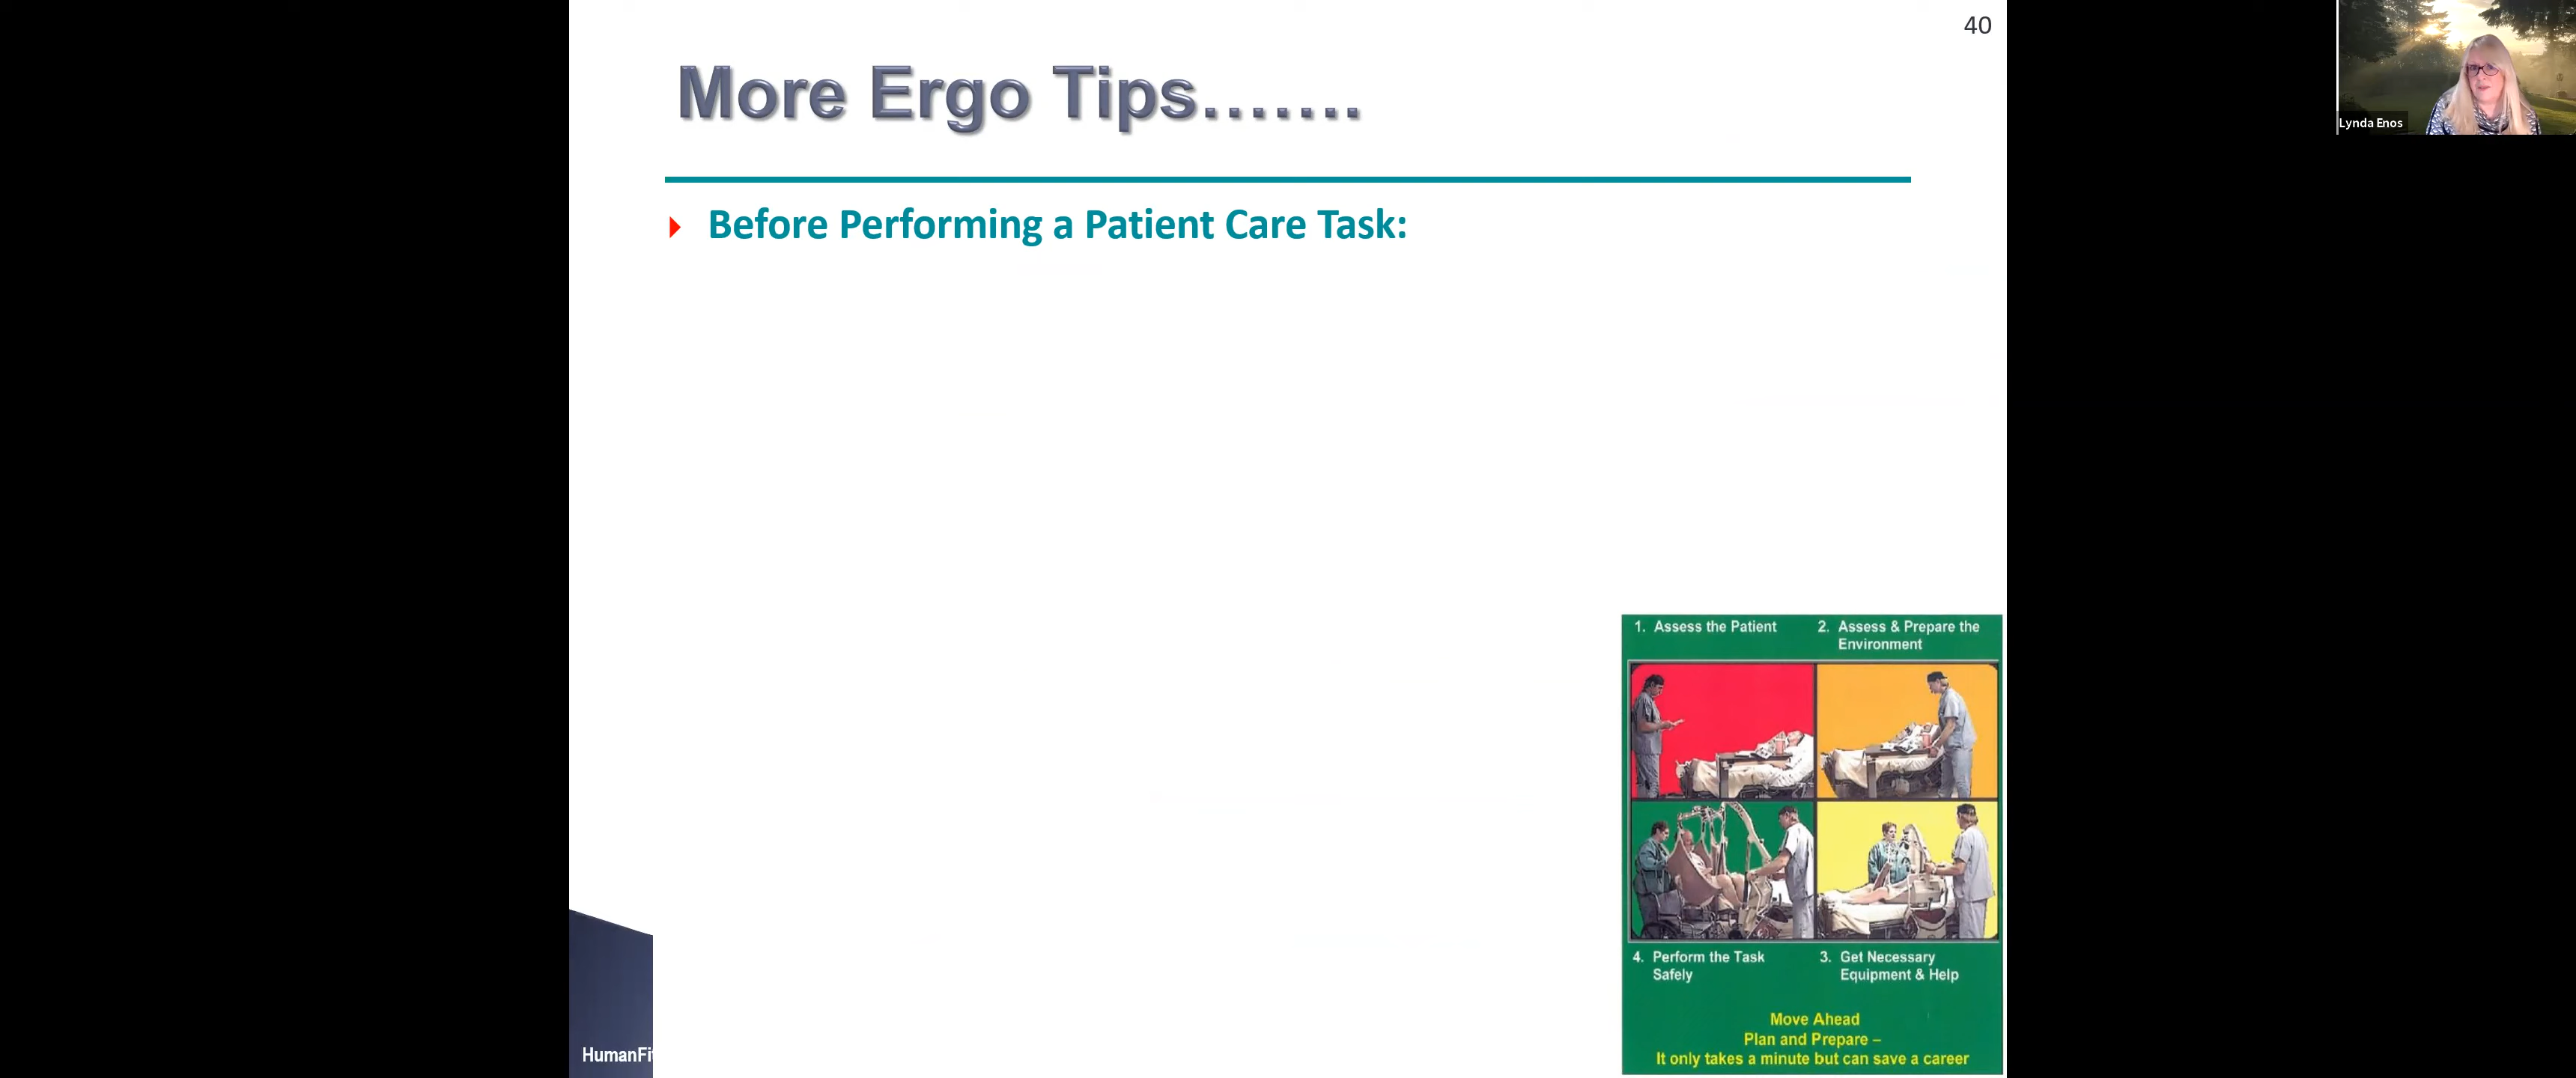 40
More Ergo Tips.......
Before Performing a Patient Care Task:
1. Assess the Patient
2. Assess & Prepare the
Environment
4. Perform the Task
Safely
3. Get Necessary
Equipment & Help
Move Ahead
Plan and Prepare –
It only takes a minute but can save a career
HumanFi
Lynda Enos